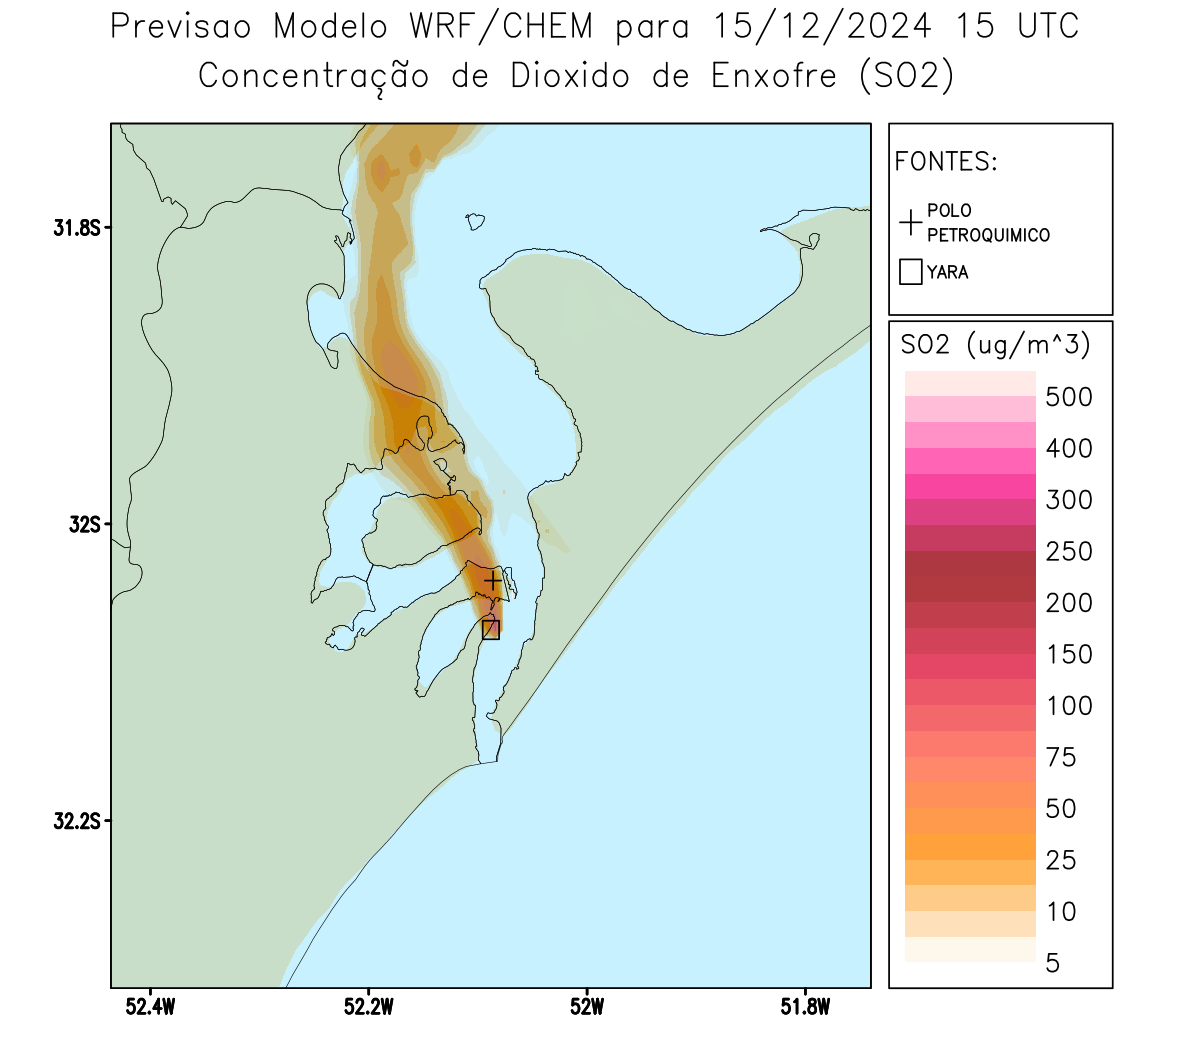 Previsao Modelo WRF/CHEM para 15/12/2024 15 UTC
Concentração de Dioxido de Enxofre (SO2)
FONTES:
POLO
PETROQUIMICO
YARA
SO2 (ug/m^3)
500
400
300
250
200
150
100
75
50
25
10
5
31.8S
32S
32.2S
52.4W
52.2W
52W
51.8W